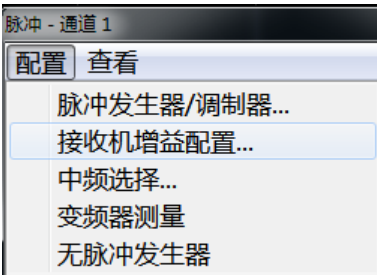 脉冲 - 通道 1
配置 查看
脉冲发生器/调制器...
接收机增益配置...
中频选择...
变频器测量
无脉冲发生器